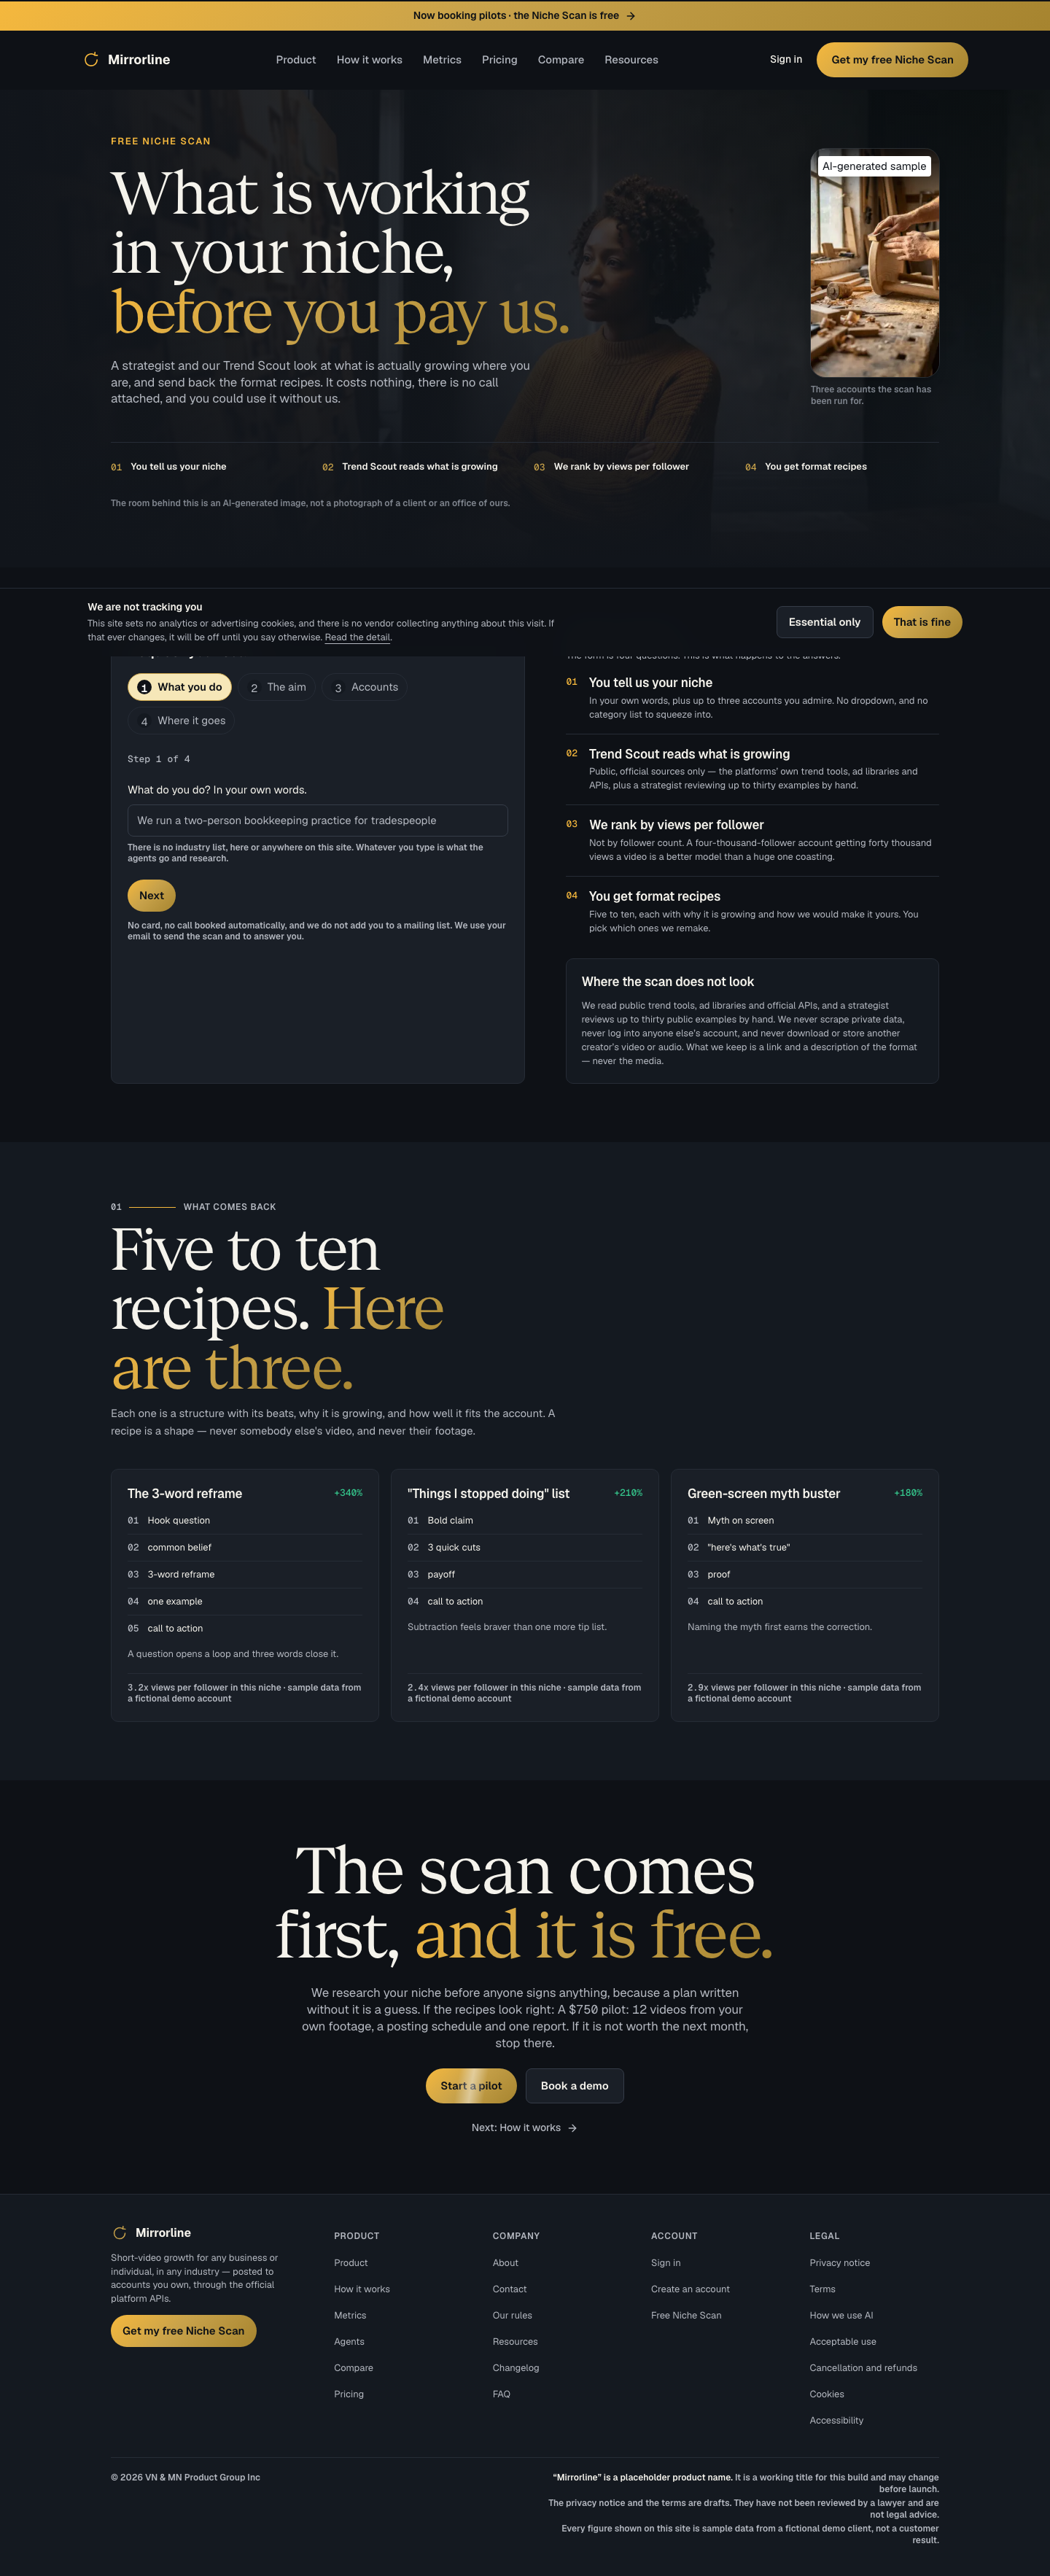 Now booking pilots · the Niche Scan is free →
Mirrorline
Product
How it works
Metrics
Pricing
Compare
Resources
Sign in
Get my free Niche Scan
FREE NICHE SCAN
What is working
in your niche,
before you pay us.
A strategist and our Trend Scout look at what is actually growing where you
are, and send back the format recipes. It costs nothing, there is no call
attached, and you could use it without us.
AI-generated sample
Three accounts the scan has
been run for.
01 You tell us your niche
02 Trend Scout reads what is growing
03 We rank by views per follower
04 You get format recipes
The room behind this is an AI-generated image, not a photograph of a client or an office of ours.
We are not tracking you
This site sets no analytics or advertising cookies, and there is no vendor collecting anything about this visit. If
that ever changes, it will be off until you say otherwise. Read the detail.
Essential only
That is fine
1 What you do
2 The aim
3 Accounts
4 Where it goes
Step 1 of 4
What do you do? In your own words.
We run a two-person bookkeeping practice for tradespeople
There is no industry list, here or anywhere on this site. Whatever you type is what the
agents go and research.
Next
No card, no call booked automatically, and we do not add you to a mailing list. We use your
email to send the scan and to answer you.
The form is four questions. This is what happens to the answers.
01 You tell us your niche
In your own words, plus up to three accounts you admire. No dropdown, and no
category list to squeeze into.
02 Trend Scout reads what is growing
Public, official sources only — the platforms' own trend tools, ad libraries and
APIs, plus a strategist reviewing up to thirty examples by hand.
03 We rank by views per follower
Not by follower count. A four-thousand-follower account getting forty thousand
views a video is a better model than a huge one coasting.
04 You get format recipes
Five to ten, each with why it is growing and how we would make it yours. You
pick which ones we remake.
Where the scan does not look
We read public trend tools, ad libraries and official APIs, and a strategist
reviews up to thirty public examples by hand. We never scrape private data,
never log into anyone else's account, and never download or store another
creator's video or audio. What we keep is a link and a description of the format
— never the media.
01 WHAT COMES BACK
Five to ten
recipes. Here
are three.
Each one is a structure with its beats, why it is growing, and how well it fits the account. A
recipe is a shape — never somebody else's video, and never their footage.
The 3-word reframe +340%
01 Hook question
02 common belief
03 3-word reframe
04 one example
05 call to action
A question opens a loop and three words close it.
3.2x views per follower in this niche · sample data from
a fictional demo account
"Things I stopped doing" list +210%
01 Bold claim
02 3 quick cuts
03 payoff
04 call to action
Subtraction feels braver than one more tip list.
2.4x views per follower in this niche · sample data from
a fictional demo account
Green-screen myth buster +180%
01 Myth on screen
02 "here's what's true"
03 proof
04 call to action
Naming the myth first earns the correction.
2.9x views per follower in this niche · sample data from
a fictional demo account
The scan comes
first, and it is free.
We research your niche before anyone signs anything, because a plan written
without it is a guess. If the recipes look right: A $750 pilot: 12 videos from your
own footage, a posting schedule and one report. If it is not worth the next month,
stop there.
Start a pilot
Book a demo
Next: How it works →
Mirrorline
Short-video growth for any business or
individual, in any industry — posted to
accounts you own, through the official
platform APIs.
Get my free Niche Scan
PRODUCT
Product
How it works
Metrics
Agents
Compare
Pricing
COMPANY
About
Contact
Our rules
Resources
Changelog
FAQ
ACCOUNT
Sign in
Create an account
Free Niche Scan
LEGAL
Privacy notice
Terms
How we use AI
Acceptable use
Cancellation and refunds
Cookies
Accessibility
© 2026 VN & MN Product Group Inc
“Mirrorline” is a placeholder product name. It is a working title for this build and may change
before launch.
The privacy notice and the terms are drafts. They have not been reviewed by a lawyer and are
not legal advice.
Every figure shown on this site is sample data from a fictional demo client, not a customer
result.